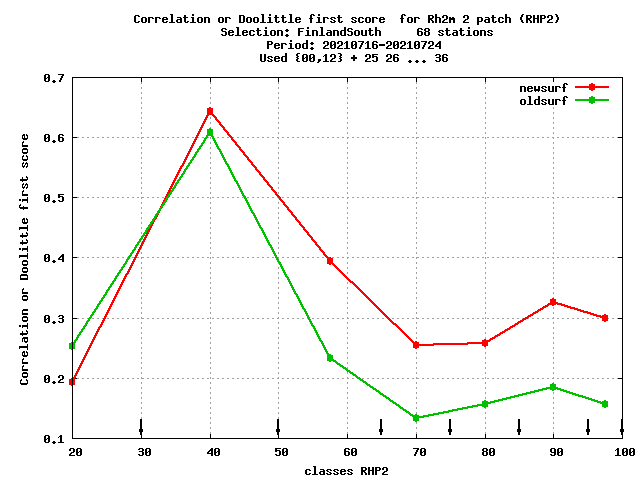 Correlation or Doolittle first score  for Rh2m 2 patch (RHP2)
Selection: FinlandSouth     68 stations
Period: 20210716-20210724
Used {00,12} + 25 26 ... 36
newsurf
oldsurf
Correlation or Doolittle first score
0.7
0.6
0.5
0.4
0.3
0.2
0.1
20 30 40 50 60 70 80 90 100
classes RHP2